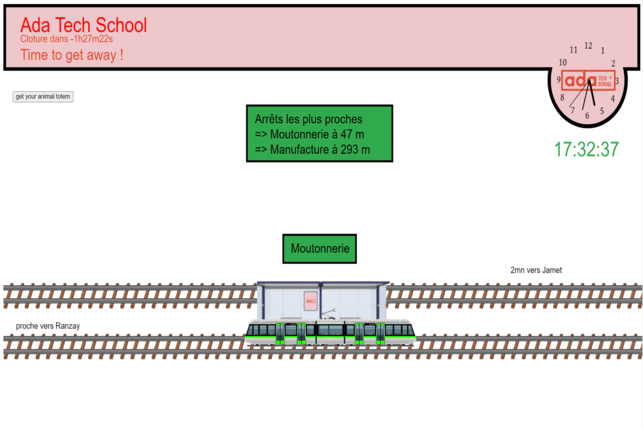 Ada Tech School
Cloture dans -1h27m22s
Time to get away !
12
11 1
10 2
ada TECH SCHOOL
9 3
8 4
7 5
6
get your animal totem
17:32:37
Arrêts les plus proches
=> Moutonnerie à 47 m
=> Manufacture à 293 m
Moutonnerie
2mn vers Jamet
proche vers Ranzay